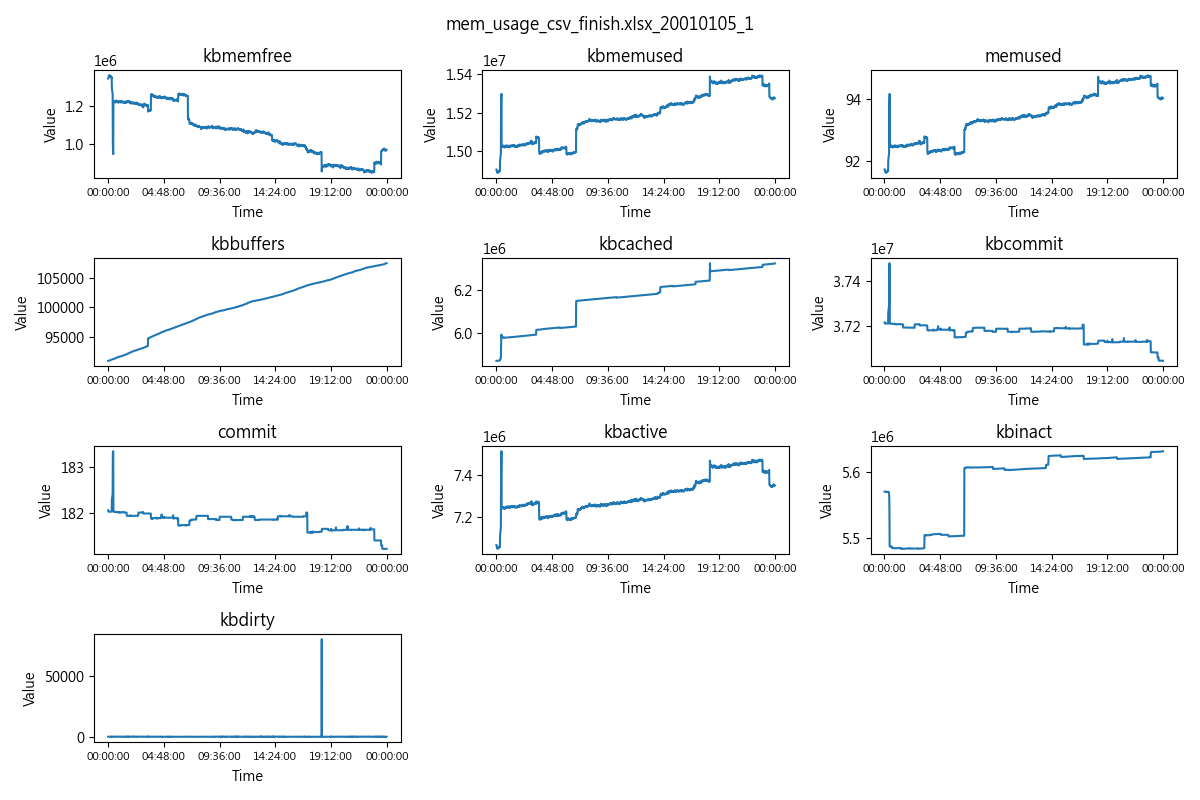 mem_usage_csv_finish.xlsx_20010105_1
kbmemfree
1e6
Value
1.2
1.0
00:00:00 04:48:00 09:36:00 14:24:00 19:12:00 00:00:00
Time
kbmemused
1e7
Value
1.54
1.52
1.50
00:00:00 04:48:00 09:36:00 14:24:00 19:12:00 00:00:00
Time
memused
Value
94
92
00:00:00 04:48:00 09:36:00 14:24:00 19:12:00 00:00:00
Time
kbbuffers
Value
105000
100000
95000
00:00:00 04:48:00 09:36:00 14:24:00 19:12:00 00:00:00
Time
kbcached
1e6
Value
6.2
6.0
00:00:00 04:48:00 09:36:00 14:24:00 19:12:00 00:00:00
Time
kbcommit
1e7
Value
3.74
3.72
00:00:00 04:48:00 09:36:00 14:24:00 19:12:00 00:00:00
Time
commit
Value
183
182
00:00:00 04:48:00 09:36:00 14:24:00 19:12:00 00:00:00
Time
kbactive
1e6
Value
7.4
7.2
00:00:00 04:48:00 09:36:00 14:24:00 19:12:00 00:00:00
Time
kbinact
1e6
Value
5.6
5.5
00:00:00 04:48:00 09:36:00 14:24:00 19:12:00 00:00:00
Time
kbdirty
Value
50000
0
00:00:00 04:48:00 09:36:00 14:24:00 19:12:00 00:00:00
Time